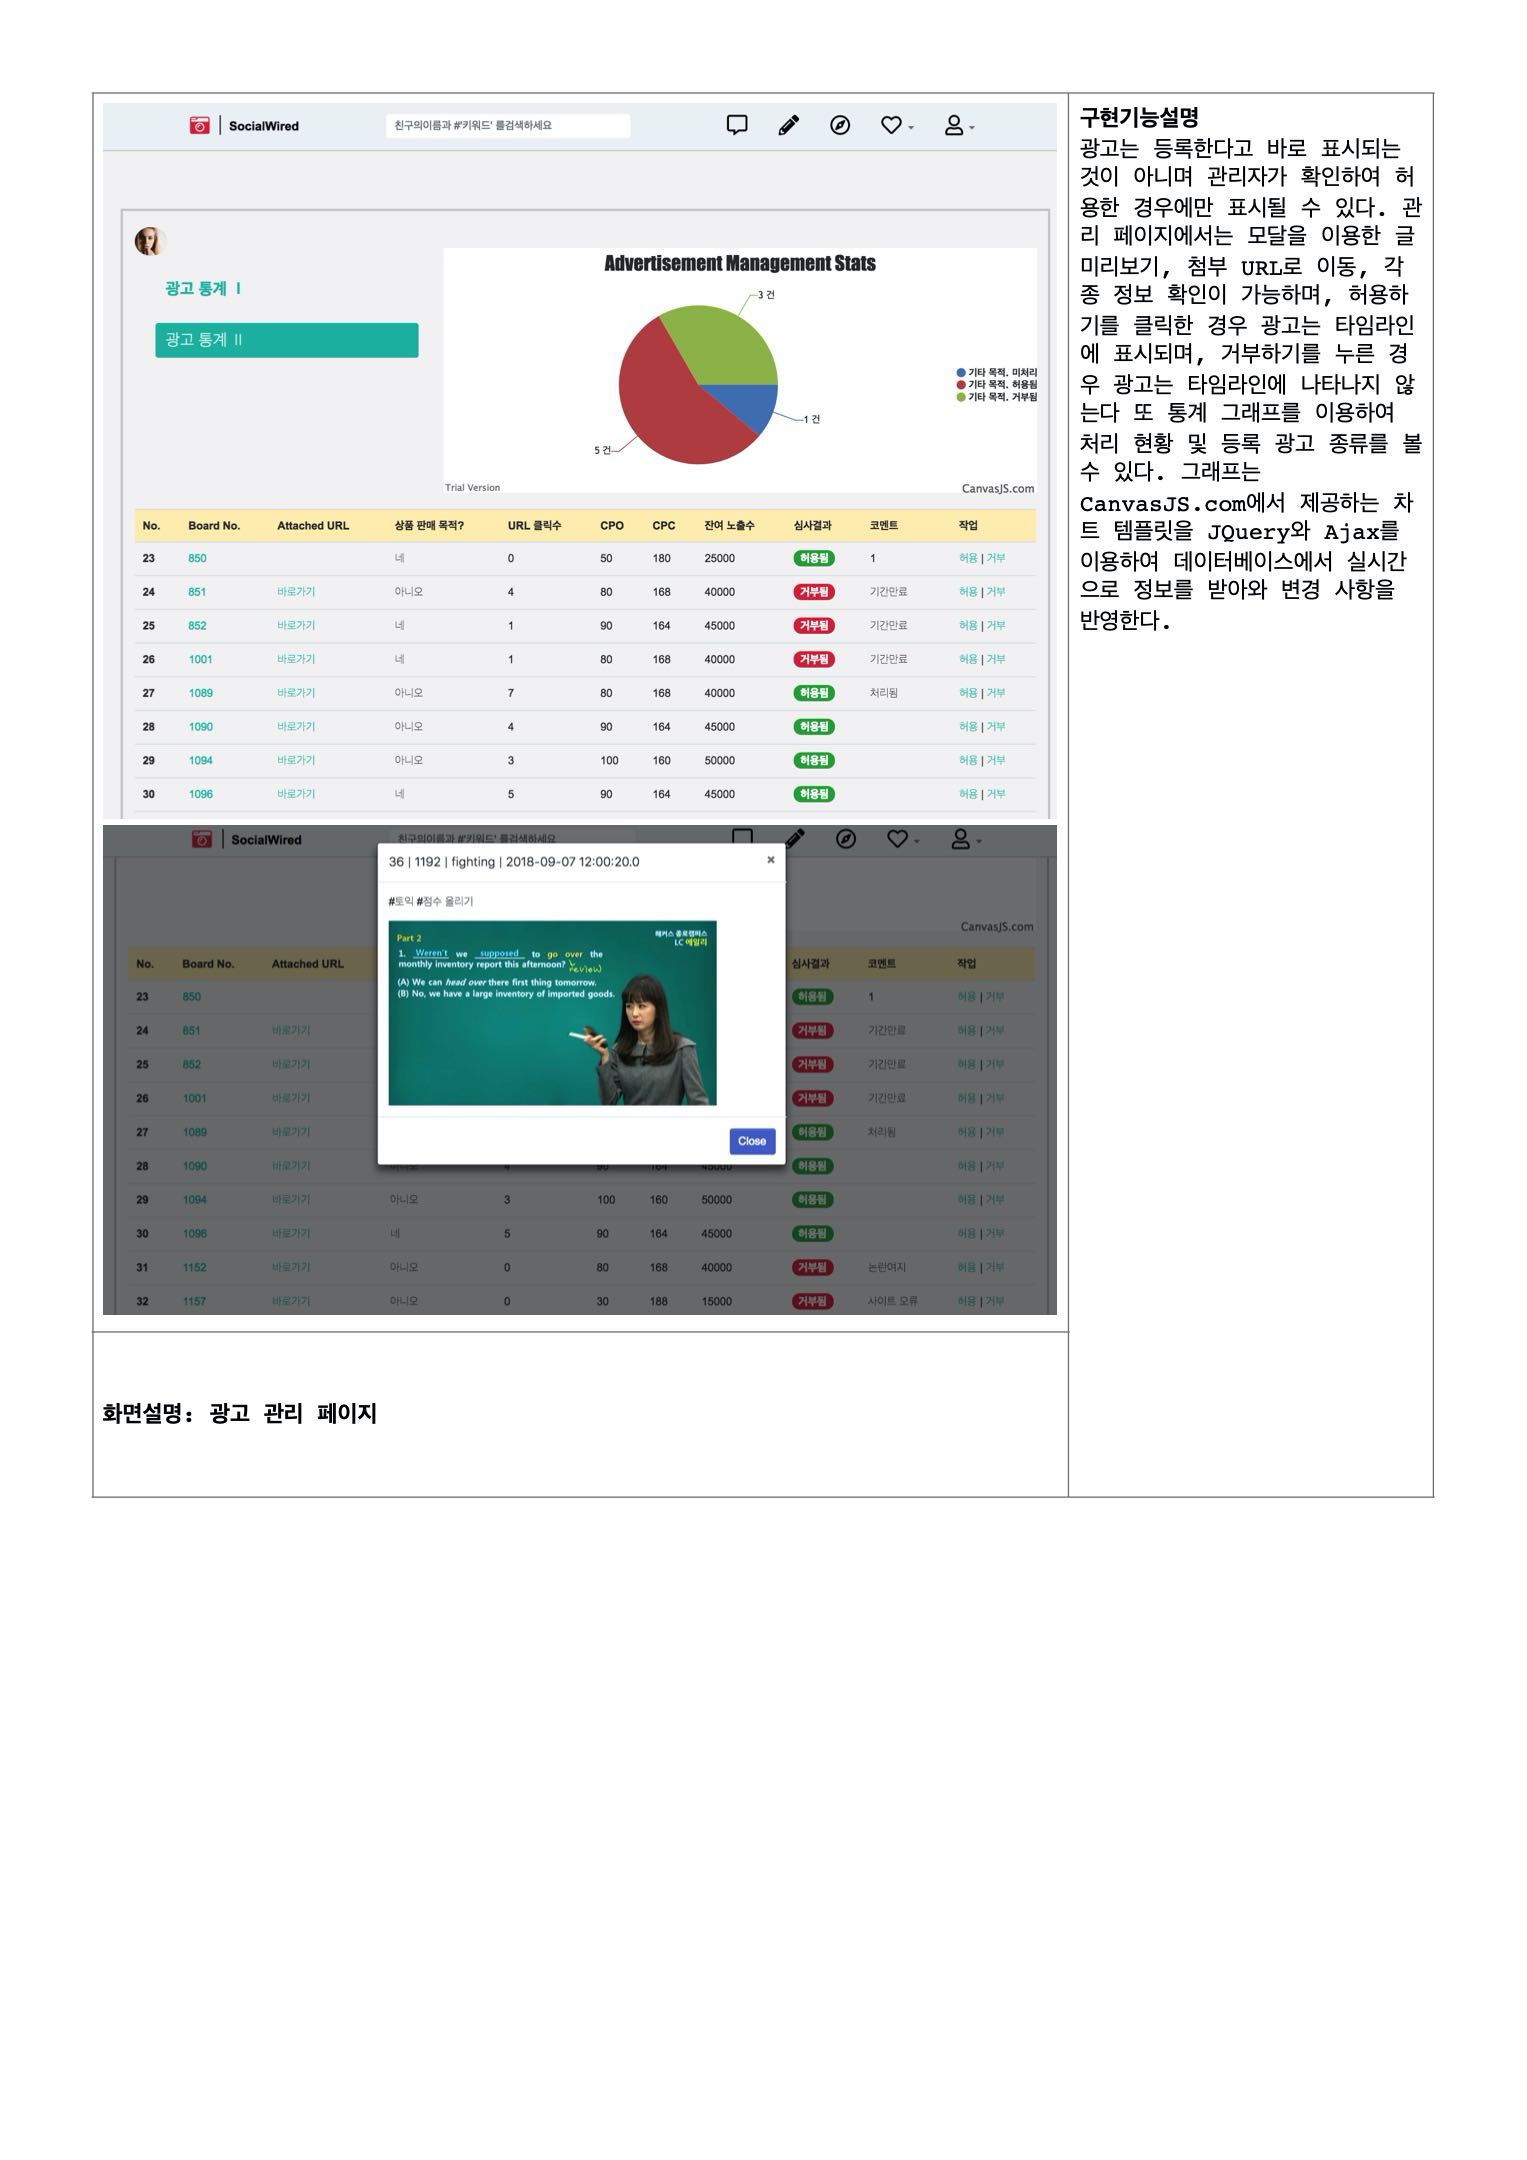 SocialWired
친구의이름과 #'키워드' 를검색하세요
광고 통계 Ⅰ
광고 통계 Ⅱ
Advertisement Management Stats
3 건
1 건
5 건
기타 목적, 미처리
기타 목적, 허용됨
기타 목적, 거부됨
Trial Version
CanvasJS.com
No. Board No. Attached URL 상품 판매 목적? URL 클릭수 CPO CPC 잔여 노출수 심사결과 코멘트 작업
23 850 네 0 50 180 25000 허용됨 1 허용 | 거부
24 851 바로가기 아니오 4 80 168 40000 거부됨 기간만료 허용 | 거부
25 852 바로가기 네 1 90 164 45000 거부됨 기간만료 허용 | 거부
26 1001 바로가기 네 1 80 168 40000 거부됨 기간만료 허용 | 거부
27 1089 바로가기 아니오 7 80 168 40000 허용됨 처리됨 허용 | 거부
28 1090 바로가기 아니오 4 90 164 45000 허용됨 허용 | 거부
29 1094 바로가기 아니오 3 100 160 50000 허용됨 허용 | 거부
30 1096 바로가기 네 5 90 164 45000 허용됨 허용 | 거부
SocialWired
친구의이름과 #'키워드' 를검색하세요
36 | 1192 | fighting | 2018-09-07 12:00:20.0
×
#토익 #점수 올리기
Part 2
해커스 종로캠퍼스
LC 에일리
1. Weren't we supposed to go over the
monthly inventory report this afternoon?
review
(A) We can head over there first thing tomorrow.
(B) No, we have a large inventory of imported goods.
Close
CanvasJS.com
No. Board No. Attached URL 심사결과 코멘트 작업
23 850 허용됨 1 허용 | 거부
24 851 바로가기 거부됨 기간만료 허용 | 거부
25 852 바로가기 거부됨 기간만료 허용 | 거부
26 1001 바로가기 거부됨 기간만료 허용 | 거부
27 1089 바로가기 허용됨 처리됨 허용 | 거부
28 1090 바로가기 아니오 4 90 164 45000 허용됨 허용 | 거부
29 1094 바로가기 아니오 3 100 160 50000 허용됨 허용 | 거부
30 1096 바로가기 네 5 90 164 45000 허용됨 허용 | 거부
31 1152 바로가기 아니오 0 80 168 40000 거부됨 논란여지 허용 | 거부
32 1157 바로가기 아니오 0 30 188 15000 거부됨 사이트 오류 허용 | 거부
화면설명: 광고 관리 페이지
구현기능설명
광고는 등록한다고 바로 표시되는
것이 아니며 관리자가 확인하여 허
용한 경우에만 표시될 수 있다. 관
리 페이지에서는 모달을 이용한 글
미리보기, 첨부 URL로 이동, 각
종 정보 확인이 가능하며, 허용하
기를 클릭한 경우 광고는 타임라인
에 표시되며, 거부하기를 누른 경
우 광고는 타임라인에 나타나지 않
는다 또 통계 그래프를 이용하여
처리 현황 및 등록 광고 종류를 볼
수 있다. 그래프는
CanvasJS.com에서 제공하는 차
트 템플릿을 JQuery와 Ajax를
이용하여 데이터베이스에서 실시간
으로 정보를 받아와 변경 사항을
반영한다.